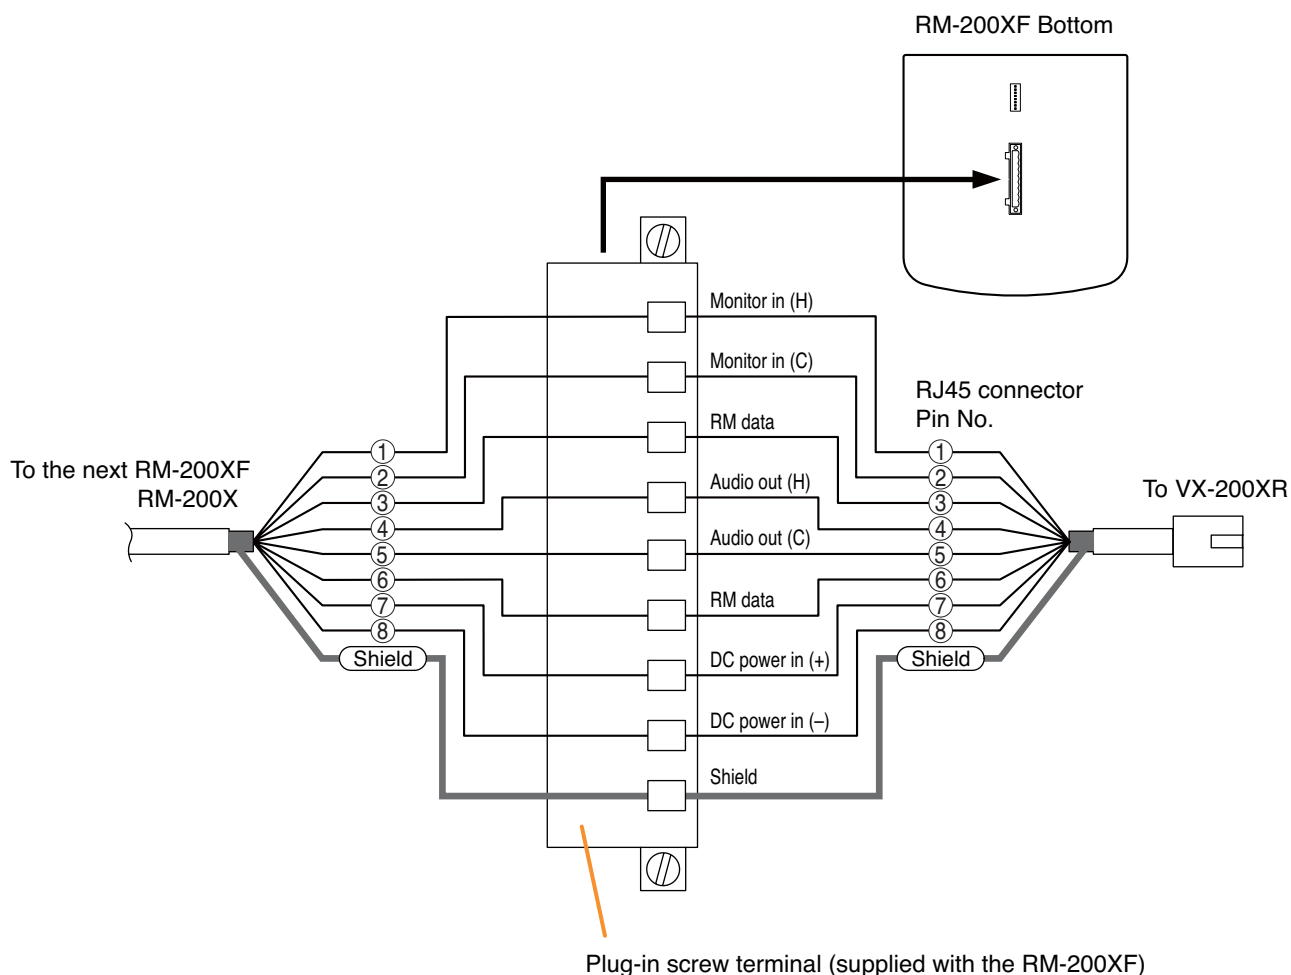 RM-200XF Bottom
Monitor in (H)
Monitor in (C)
RJ45 connector
Pin No.
RM data
To the next RM-200XF
RM-200X
Audio out (H)
To VX-200XR
Audio out (C)
RM data
DC power in (+)
DC power in (–)
Shield
1
2
3
4
5
6
7
8
Shield
1
2
3
4
5
6
7
8
Shield
Plug-in screw terminal (supplied with the RM-200XF)